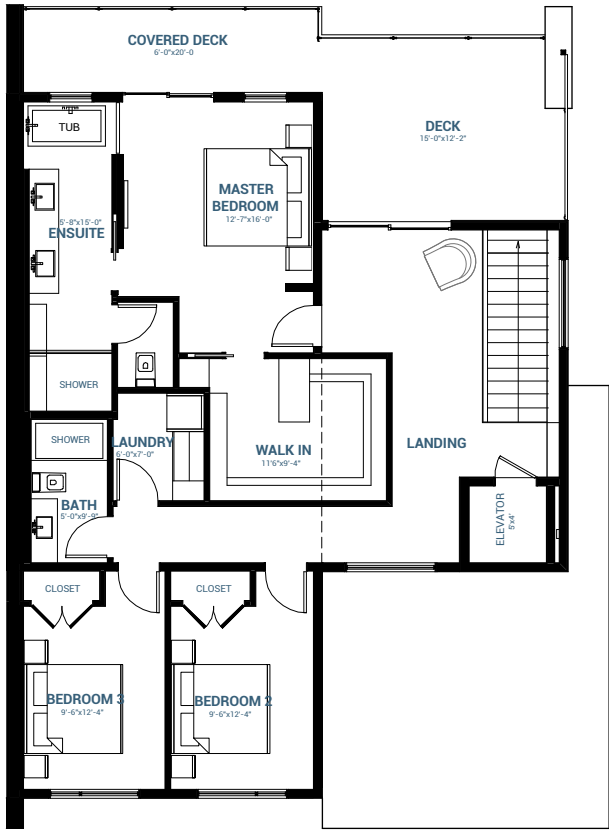 COVERED DECK
6'-0"x20'-0
TUB
DECK
15'-0"x12'-2"
MASTER
BEDROOM
12'-7"x16'-0"
5'-8"x15'-0"
ENSUITE
SHOWER
SHOWER
LAUNDRY
6'-0"x7'-0"
WALK IN
11'6"x9'-4"
LANDING
BATH
5'-0"x9'-9"
ELEVATOR
5'x4'
CLOSET
CLOSET
BEDROOM 3
9'-6"x12'-4"
BEDROOM 2
9'-6"x12'-4"